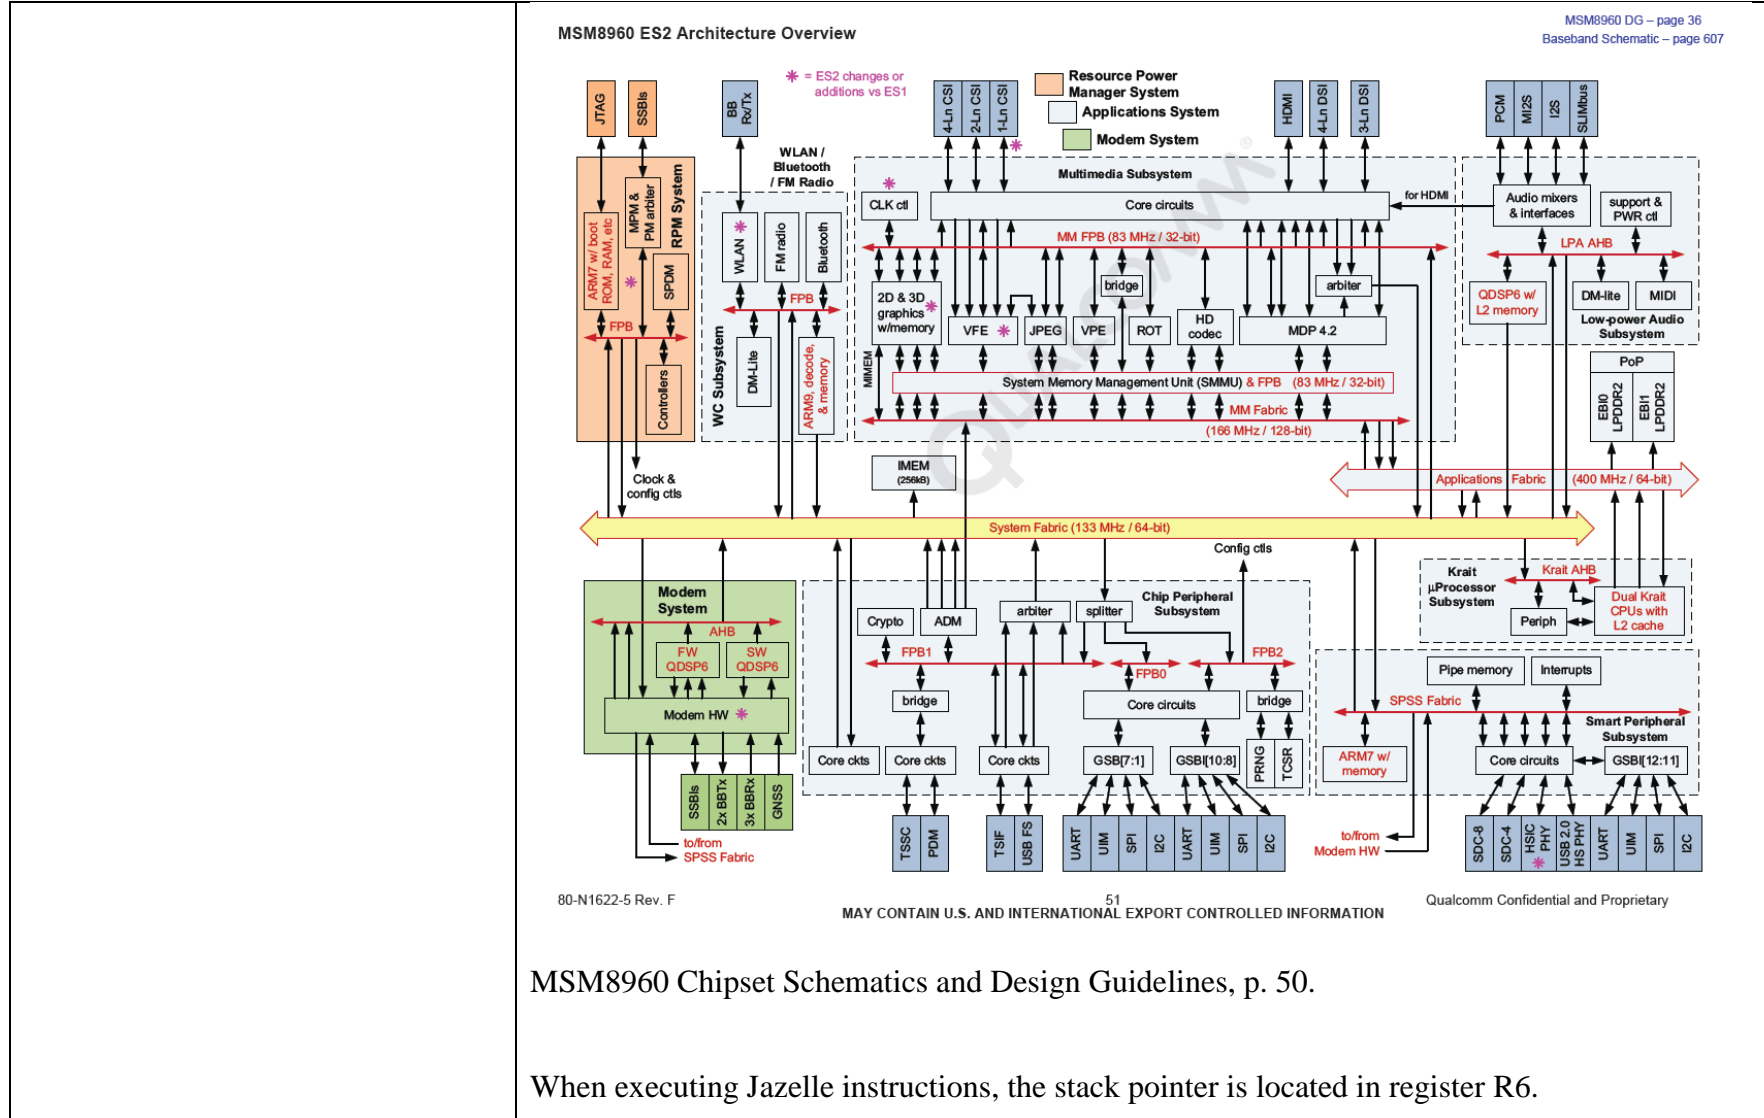 MSM8960 ES2 Architecture Overview
MSM8960 DG – page 36
Baseband Schematic – page 607
✳ = ES2 changes or
additions vs ES1
Resource Power
Manager System
Applications System
Modem System
JTAG
SSBIs
BB
Rx/Tx
4-Ln CSI
2-Ln CSI
1-Ln CSI
HDMI
4-Ln DSI
3-Ln DSI
PCM
MI2S
I2S
SLIMbus
RPM System
MPM &
PM arbiter
ARM7 w/ boot
ROM, RAM, etc
SPDM
FPB
Controllers
Clock &
config ctls
WLAN /
Bluetooth
/ FM Radio
WLAN
FM radio
Bluetooth
FPB
WC Subsystem
DM-Lite
ARM9, decode,
& memory
Multimedia Subsystem
CLK ctl
Core circuits
for HDMI
MM FPB (83 MHz / 32-bit)
2D & 3D
graphics
w/memory
bridge
arbiter
VFE
JPEG
VPE
ROT
HD
codec
MDP 4.2
MIMEM
System Memory Management Unit (SMMU) & FPB (83 MHz / 32-bit)
MM Fabric
(166 MHz / 128-bit)
Audio mixers
& interfaces
support &
PWR ctl
LPA AHB
QDSP6 w/
L2 memory
DM-lite
MIDI
Low-power Audio
Subsystem
PoP
EBI0
LPDDR2
EBI1
LPDDR2
IMEM
(256kB)
Applications Fabric (400 MHz / 64-bit)
System Fabric (133 MHz / 64-bit)
Config ctls
Modem
System
AHB
FW
QDSP6
SW
QDSP6
Modem HW
SSBIs
2x BBTx
3x BBRx
GNSS
to/from
SPSS Fabric
Chip Peripheral
Subsystem
Crypto
ADM
arbiter
splitter
FPB1
FPB0
FPB2
bridge
Core circuits
bridge
Core ckts
Core ckts
Core ckts
GSB[7:1]
GSBI[10:8]
PRNG
TCSR
TSSC
PDM
TSIF
USB FS
UART
UIM
SPI
I2C
UART
UIM
SPI
I2C
Krait
µProcessor
Subsystem
Krait AHB
Periph
Dual Krait
CPUs with
L2 cache
Pipe memory
Interrupts
SPSS Fabric
Smart Peripheral
Subsystem
ARM7 w/
memory
Core circuits
GSBI[12:11]
to/from
Modem HW
SDC-8
SDC-4
HSIC
PHY
USB 2.0
HS PHY
UART
UIM
SPI
I2C
QUALCOMM®
80-N1622-5 Rev. F
51
Qualcomm Confidential and Proprietary
MAY CONTAIN U.S. AND INTERNATIONAL EXPORT CONTROLLED INFORMATION
MSM8960 Chipset Schematics and Design Guidelines, p. 50.
When executing Jazelle instructions, the stack pointer is located in register R6.